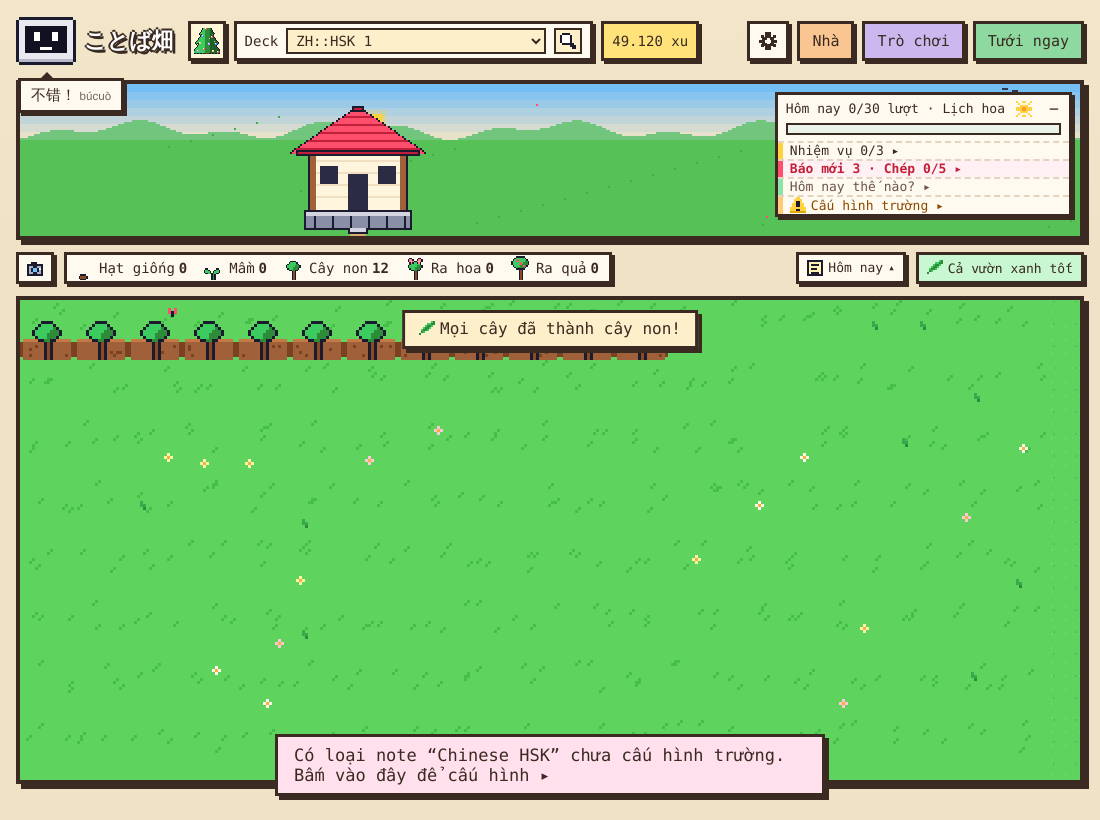 ことば畑
Deck ZH::HSK 1
49.120 xu
Nhà
Trò chơi
Tưới ngay
不错！ búcuò
Hôm nay 0/30 lượt · Lịch hoa
Nhiệm vụ 0/3 ▸
Báo mới 3 · Chép 0/5 ▸
Hôm nay thế nào? ▸
Cấu hình trường ▸
Hạt giống 0
Mầm 0
Cây non 12
Ra hoa 0
Ra quả 0
Hôm nay ▴
Cả vườn xanh tốt
Mọi cây đã thành cây non!
Có loại note “Chinese HSK” chưa cấu hình trường.
Bấm vào đây để cấu hình ▸